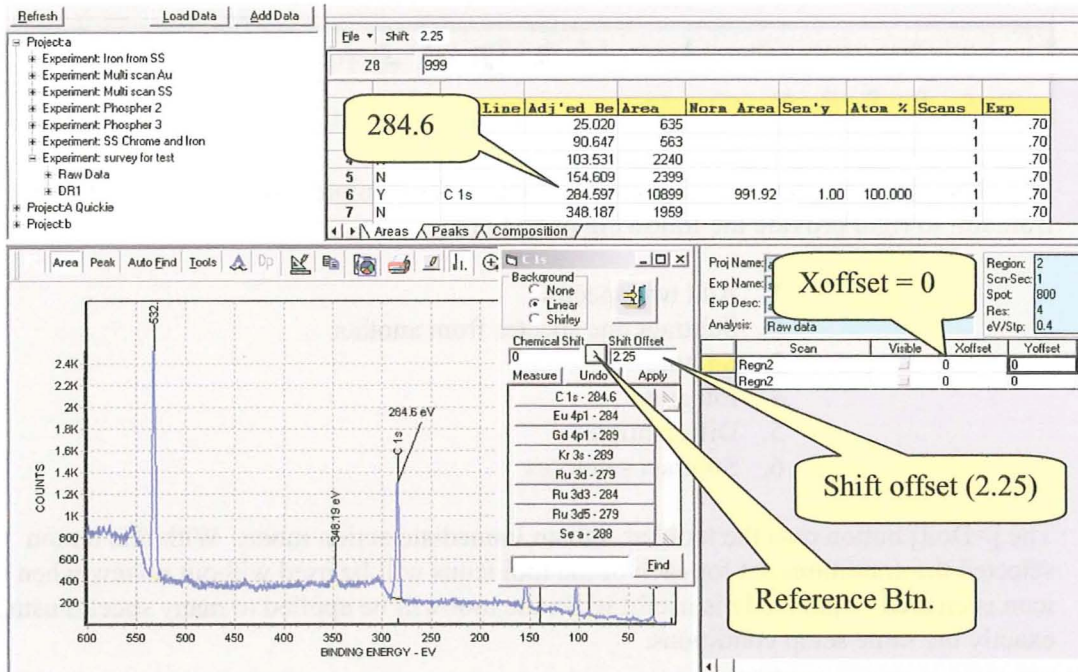 Refresh Load Data Add Data
Project:a
Experiment: Iron from SS
Experiment: Multi scan Au
Experiment: Multi scan SS
Experiment: Phospher 2
Experiment: Phospher 3
Experiment: SS Chrome and Iron
Experiment: survey for test
Raw Data
DR1
Project:A Quickie
Project:b
File Shift 2.25
Z8 999
Line Adj'ed Be Area Norm Area Sen'y Atom % Scans Exp
25.020 635 1 .70
90.647 563 1 .70
103.531 2240 1 .70
5 N 154.609 2399 1 .70
6 Y C 1s 284.597 10899 991.92 1.00 100.000 1 .70
7 N 348.187 1959 1 .70
Areas Peaks Composition
284.6
Area Peak Auto Find Tools Dp
532
348.19 eV
C 1s
284.6 eV
COUNTS
2.4K
2.2K
2K
1.8K
1.6K
1.4K
1.2K
1K
800
600
400
200
600 550 500 450 400 350 300 250 200 150 100 50 0
BINDING ENERGY - EV
C 1s
Background
None
Linear
Shirley
Chemical Shift Shift Offset
0 > 2.25
Measure Undo Apply
C 1s - 284.6
Eu 4p1 - 284
Gd 4p1 - 289
Kr 3s - 289
Ru 3d - 279
Ru 3d3 - 284
Ru 3d5 - 279
Se a - 288
Find
Proj Name:
Exp Name:
Exp Desc:
Analysis: Raw data
Region: 2
Scn-Sec: 1
Spot: 800
Res: 4
eV/Stp: 0.4
Xoffset = 0
Scan Visible Xoffset Yoffset
Regn2 0 0
Regn2 0 0
Shift offset (2.25)
Reference Btn.